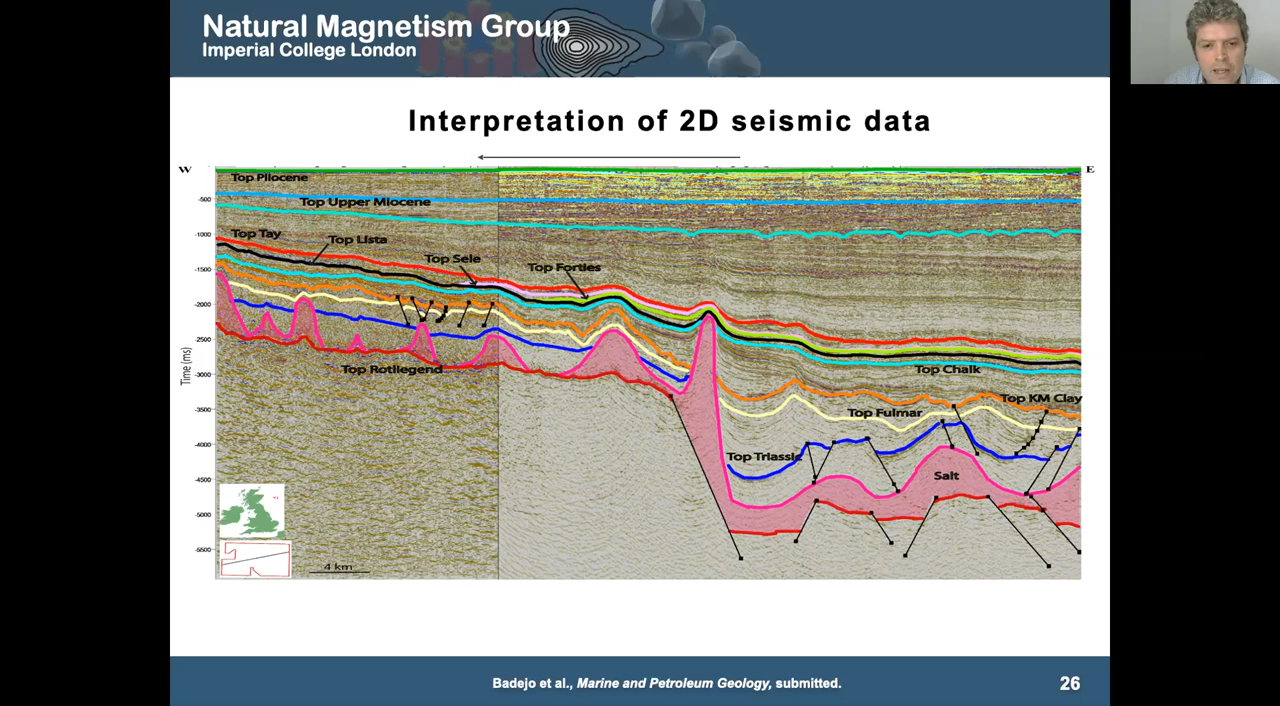 Natural Magnetism Group
Imperial College London
Interpretation of 2D seismic data
W
E
Top Pliocene
Top Upper Miocene
Top Tay
Top Lista
Top Sele
Top Forties
Top Rotliegend
Top Chalk
Top KM Clay
Top Fulmar
Top Triassic
Salt
Time (ms)
-500
-1000
-1500
-2000
-2500
-3000
-3500
-4000
-4500
-5000
-5500
4 km
Badejo et al., Marine and Petroleum Geology, submitted.
26